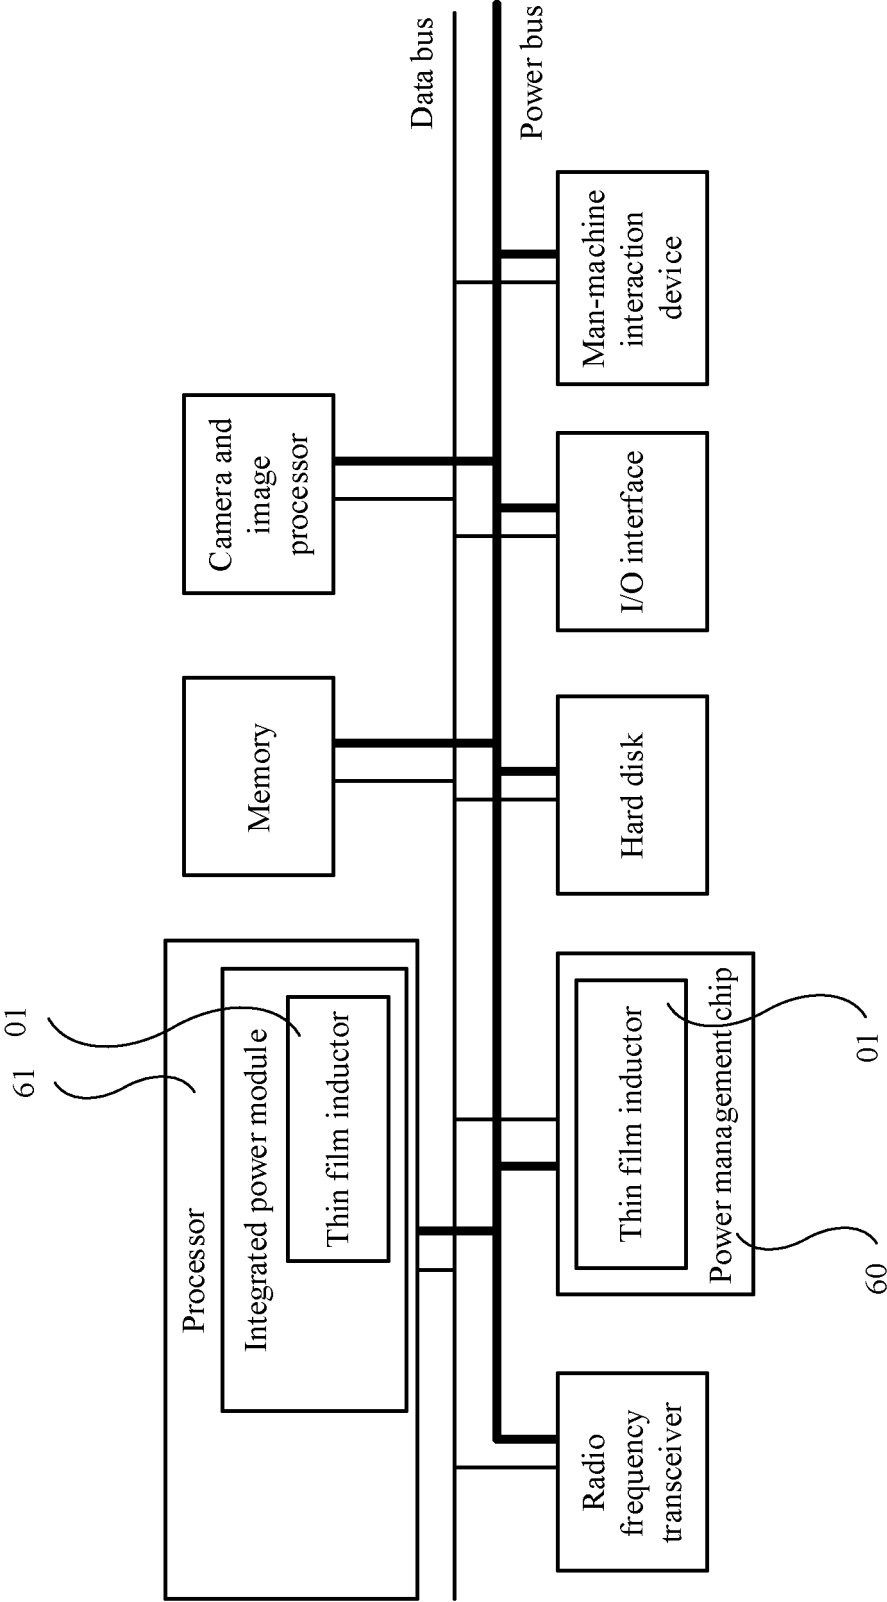 61
01
Processor
Integrated power module
Thin film inductor
Memory
Camera and
image
processor
Data bus
Power bus
Radio
frequency
transceiver
Thin film inductor
Power management chip
60
01
Hard disk
I/O interface
Man-machine
interaction
device